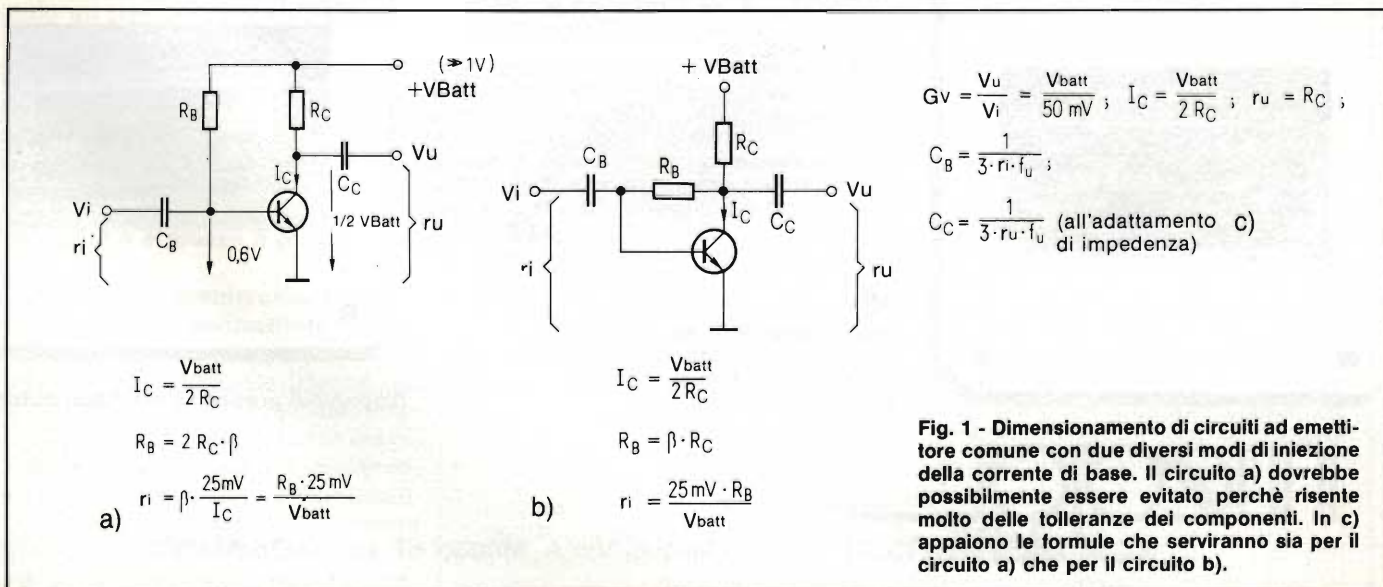 (≫1V)
+VBatt
RB
RC
CC
Vu
IC
Vi
CB
ri
0,6V
1/2 VBatt
ru
IC = Vbatt / 2 RC
RB = 2 RC · β
ri = β · 25mV / IC = RB · 25 mV / Vbatt
a)
+ VBatt
RC
CB
RB
CC
Vi
Vu
IC
ri
ru
IC = Vbatt / 2 RC
RB = β · RC
ri = 25mV · RB / Vbatt
b)
Gv = Vu / Vi = Vbatt / 50 mV ; IC = Vbatt / 2 RC ; ru = RC ;
CB = 1 / 3 · ri · fu ;
CC = 1 / 3 · ru · fu (all'adattamento c)
di impedenza)
Fig. 1 - Dimensionamento di circuiti ad emetti-
tore comune con due diversi modi di iniezione
della corrente di base. Il circuito a) dovrebbe
possibilmente essere evitato perchè risente
molto delle tolleranze dei componenti. In c)
appaiono le formule che serviranno sia per il
circuito a) che per il circuito b).